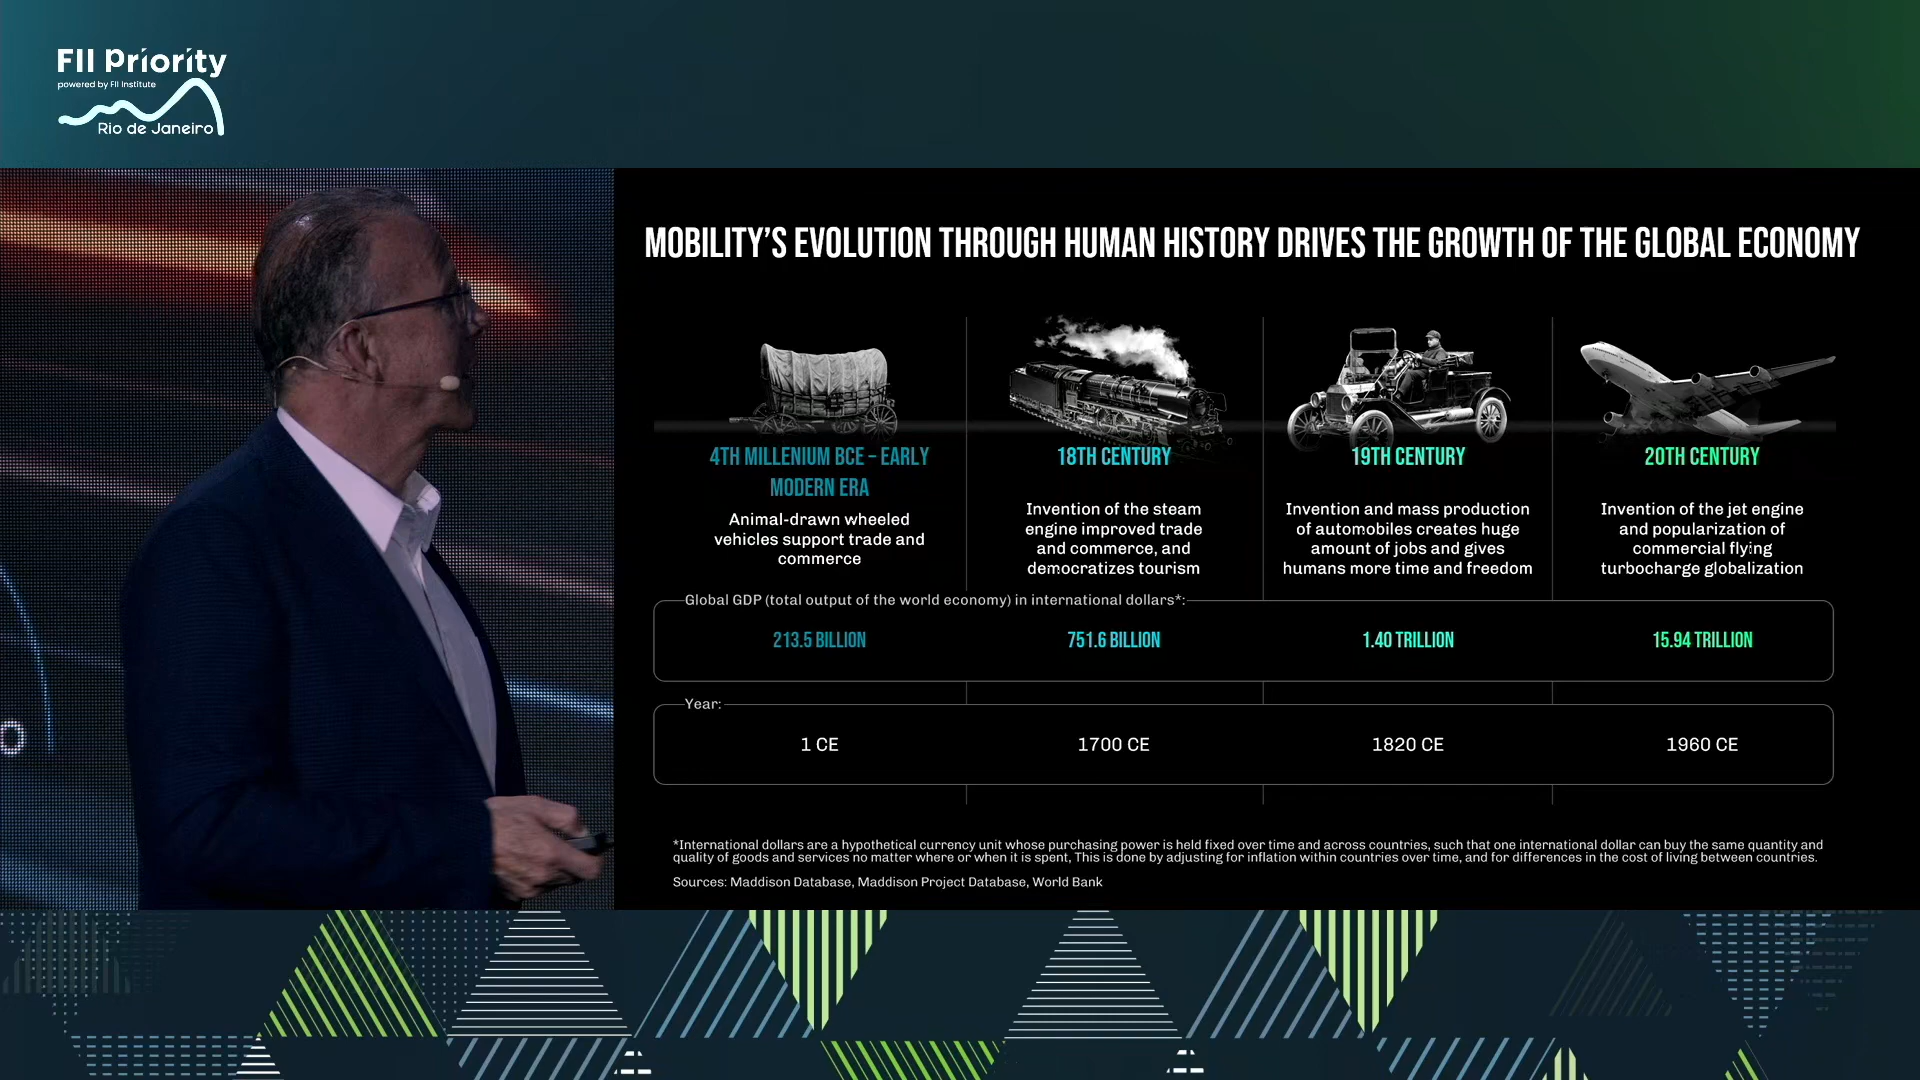 FII Priority
powered by FII Institute
Rio de Janeiro
MOBILITY'S EVOLUTION THROUGH HUMAN HISTORY DRIVES THE GROWTH OF THE GLOBAL ECONOMY
4TH MILLENIUM BCE – EARLY
MODERN ERA
Animal-drawn wheeled
vehicles support trade and
commerce
18TH CENTURY
Invention of the steam
engine improved trade
and commerce, and
democratizes tourism
19TH CENTURY
Invention and mass production
of automobiles creates huge
amount of jobs and gives
humans more time and freedom
20TH CENTURY
Invention of the jet engine
and popularization of
commercial flying
turbocharge globalization
Global GDP (total output of the world economy) in international dollars*:
213.5 BILLION
751.6 BILLION
1.40 TRILLION
15.94 TRILLION
Year:
1 CE
1700 CE
1820 CE
1960 CE
*International dollars are a hypothetical currency unit whose purchasing power is held fixed over time and across countries, such that one international dollar can buy the same quantity and
quality of goods and services no matter where or when it is spent, This is done by adjusting for inflation within countries over time, and for differences in the cost of living between countries.
Sources: Maddison Database, Maddison Project Database, World Bank